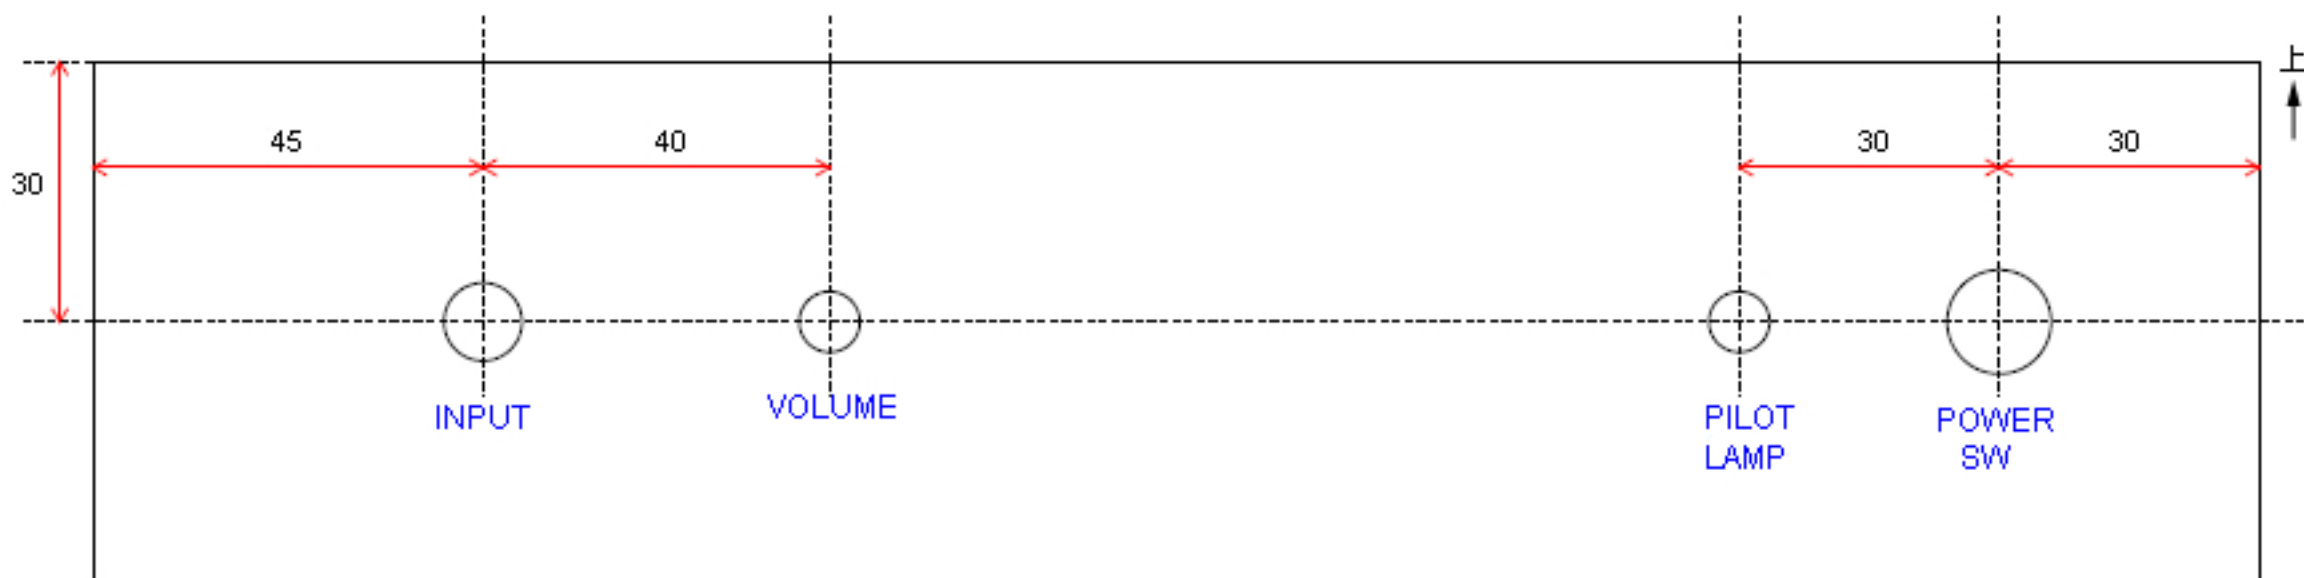 上
45
40
30
30
30
INPUT
VOLUME
PILOT
LAMP
POWER
SW